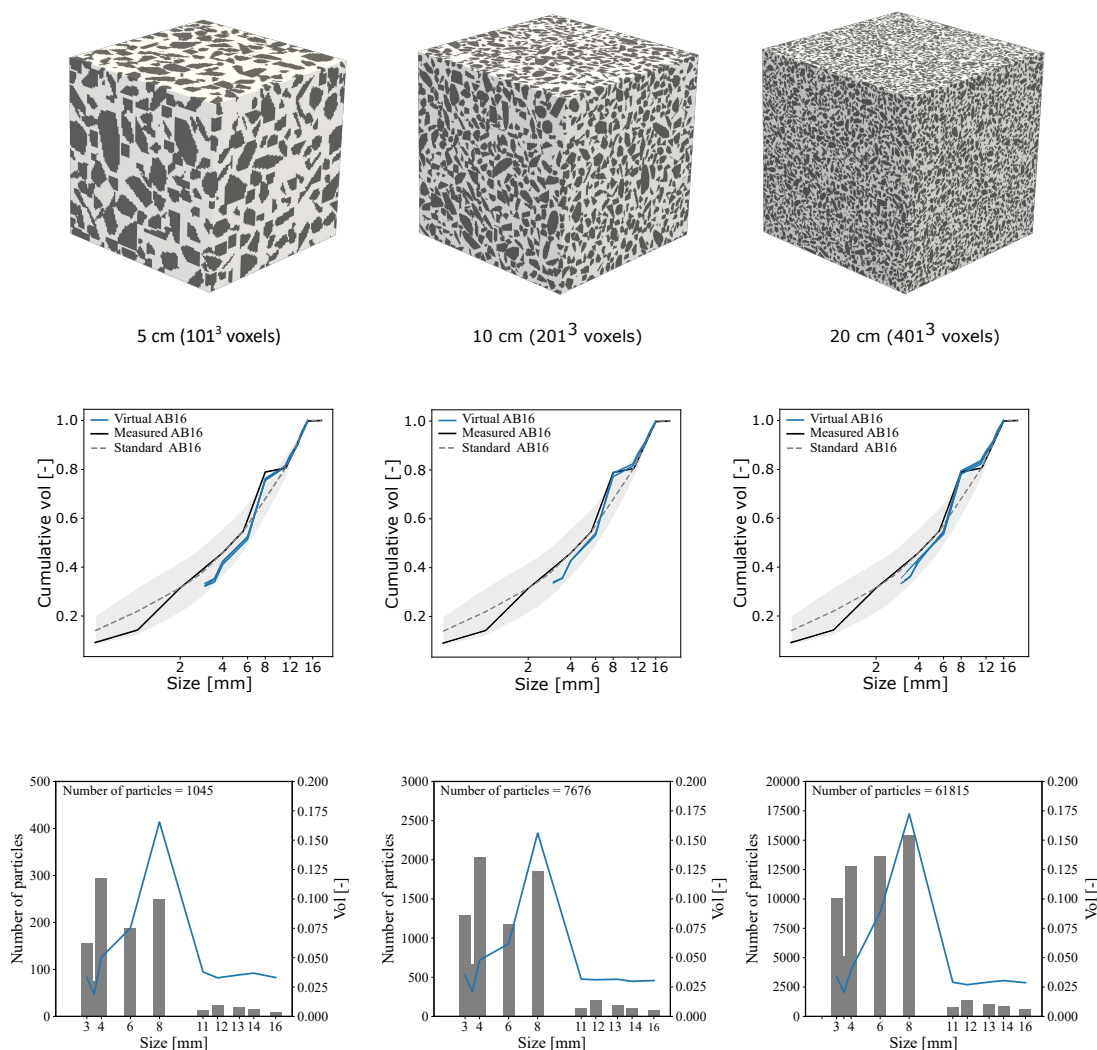 5 cm (101³ voxels)
10 cm (201³ voxels)
20 cm (401³ voxels)
Cumulative vol [-]
1.0
0.8
0.6
0.4
0.2
Virtual AB16
Measured AB16
Standard AB16
2 4 6 8 12 16
Size [mm]
Cumulative vol [-]
1.0
0.8
0.6
0.4
0.2
Virtual AB16
Measured AB16
Standard AB16
2 4 6 8 12 16
Size [mm]
Cumulative vol [-]
1.0
0.8
0.6
0.4
0.2
Virtual AB16
Measured AB16
Standard AB16
2 4 6 8 12 16
Size [mm]
Number of particles
500
400
300
200
100
0
Number of particles = 1045
0.200
0.175
0.150
0.125
0.100
0.075
0.050
0.025
0.000
Vol [-]
3 4 6 8 11 12 13 14 16
Size [mm]
Number of particles
3000
2500
2000
1500
1000
500
0
Number of particles = 7676
0.200
0.175
0.150
0.125
0.100
0.075
0.050
0.025
0.000
Vol [-]
3 4 6 8 11 12 13 14 16
Size [mm]
Number of particles
20000
17500
15000
12500
10000
7500
5000
2500
0
Number of particles = 61815
0.200
0.175
0.150
0.125
0.100
0.075
0.050
0.025
0.000
Vol [-]
3 4 6 8 11 12 13 14 16
Size [mm]